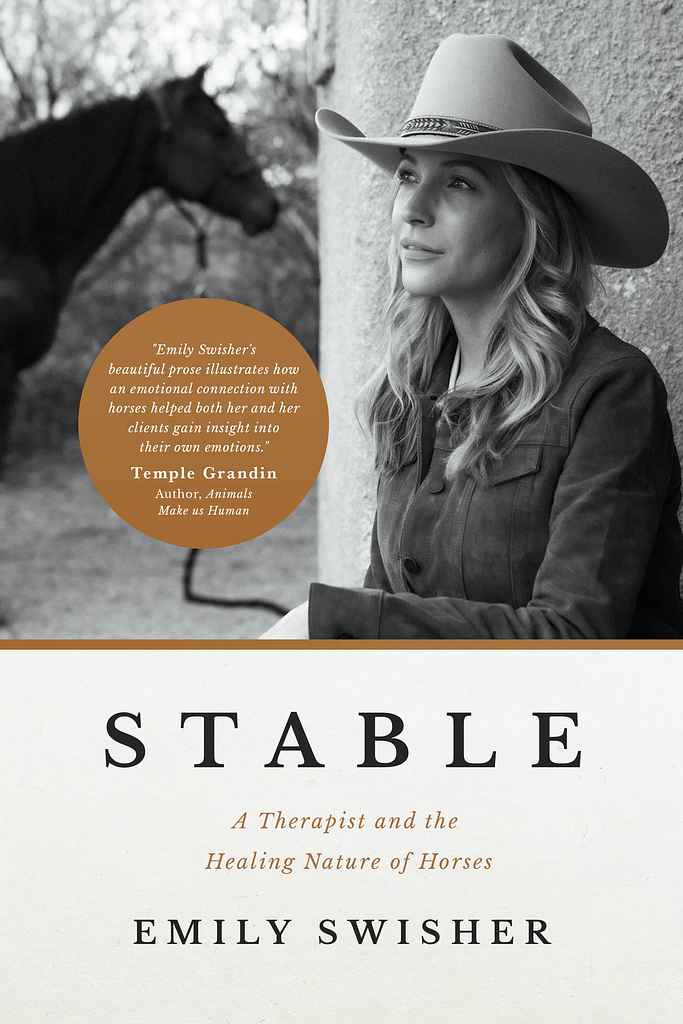 "Emily Swisher's
beautiful prose illustrates how
an emotional connection with
horses helped both her and her
clients gain insight into
their own emotions."
Temple Grandin
Author, Animals
Make us Human
STABLE
A Therapist and the
Healing Nature of Horses
EMILY SWISHER